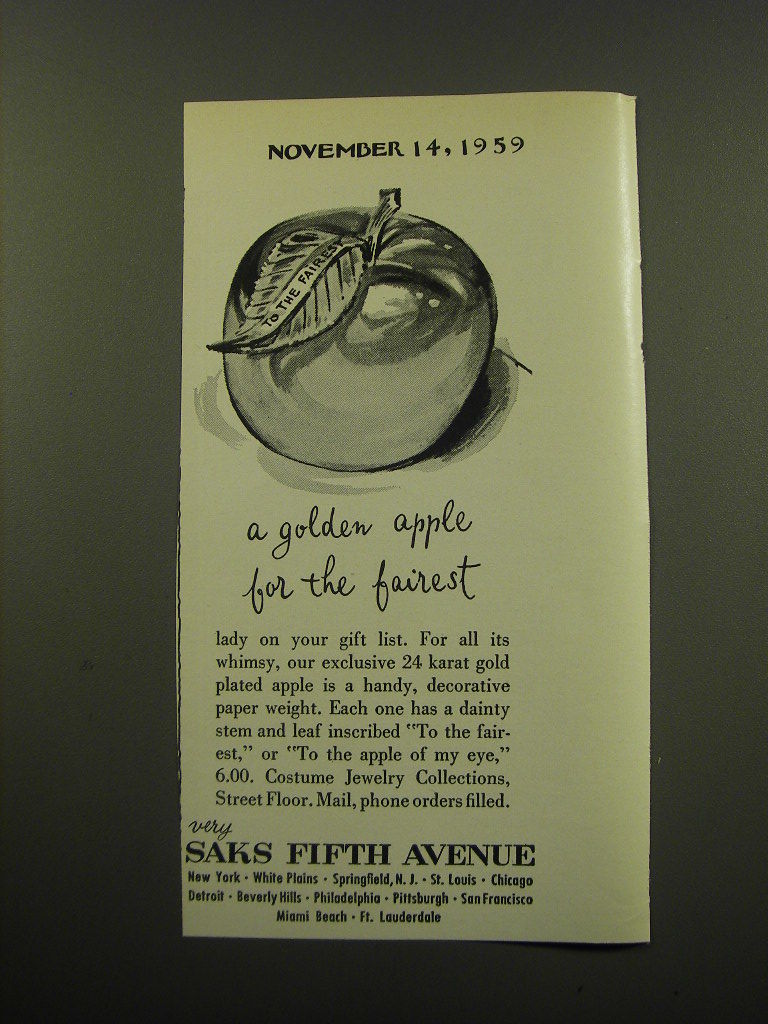 NOVEMBER 14, 1959
TO THE FAIREST
a golden apple
for the fairest
lady on your gift list. For all its
whimsy, our exclusive 24 karat gold
plated apple is a handy, decorative
paper weight. Each one has a dainty
stem and leaf inscribed "To the fair-
est," or "To the apple of my eye,"
6.00. Costume Jewelry Collections,
Street Floor. Mail, phone orders filled.
very
SAKS FIFTH AVENUE
New York · White Plains · Springfield, N. J. · St. Louis · Chicago
Detroit · Beverly Hills · Philadelphia · Pittsburgh · San Francisco
Miami Beach · Ft. Lauderdale